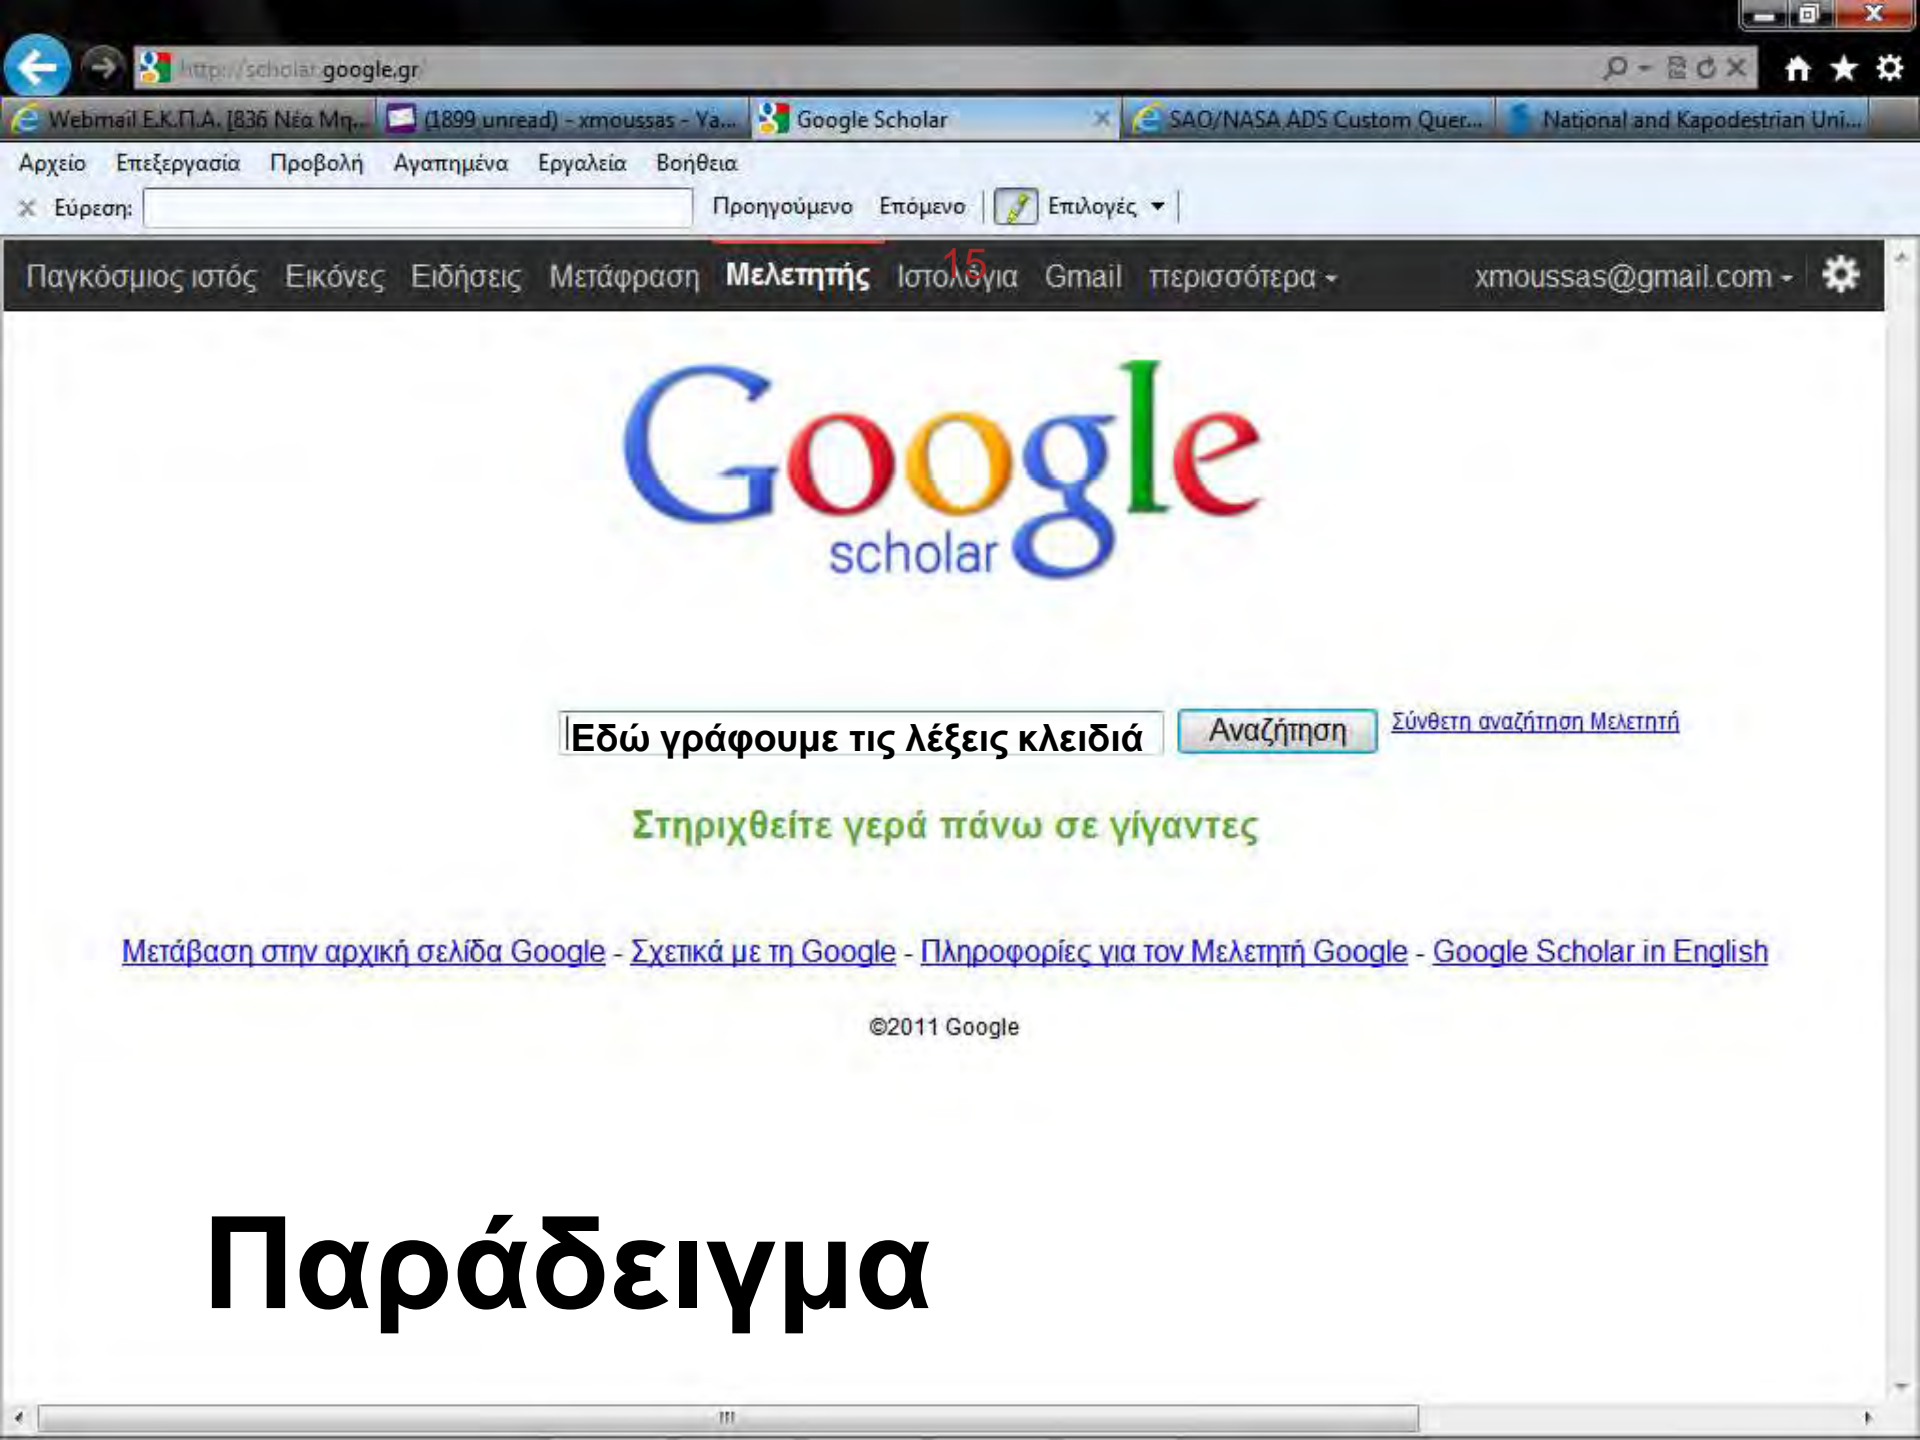 http://scholar.google.gr/
Webmail Ε.Κ.Π.Α. [836 Νέα Μη... (1899 unread) - xmoussas - Ya... Google Scholar SAO/NASA ADS Custom Quer... National and Kapodestrian Uni...
Αρχείο Επεξεργασία Προβολή Αγαπημένα Εργαλεία Βοήθεια
Εύρεση: Προηγούμενο Επόμενο Επιλογές
15
Παγκόσμιος ιστός Εικόνες Ειδήσεις Μετάφραση Μελετητής Ιστολόγια Gmail περισσότερα xmoussas@gmail.com
Google
scholar
Εδώ γράφουμε τις λέξεις κλειδιά Αναζήτηση Σύνθετη αναζήτηση Μελετητή
Στηριχθείτε γερά πάνω σε γίγαντες
Μετάβαση στην αρχική σελίδα Google - Σχετικά με τη Google - Πληροφορίες για τον Μελετητή Google - Google Scholar in English
©2011 Google
Παράδειγμα